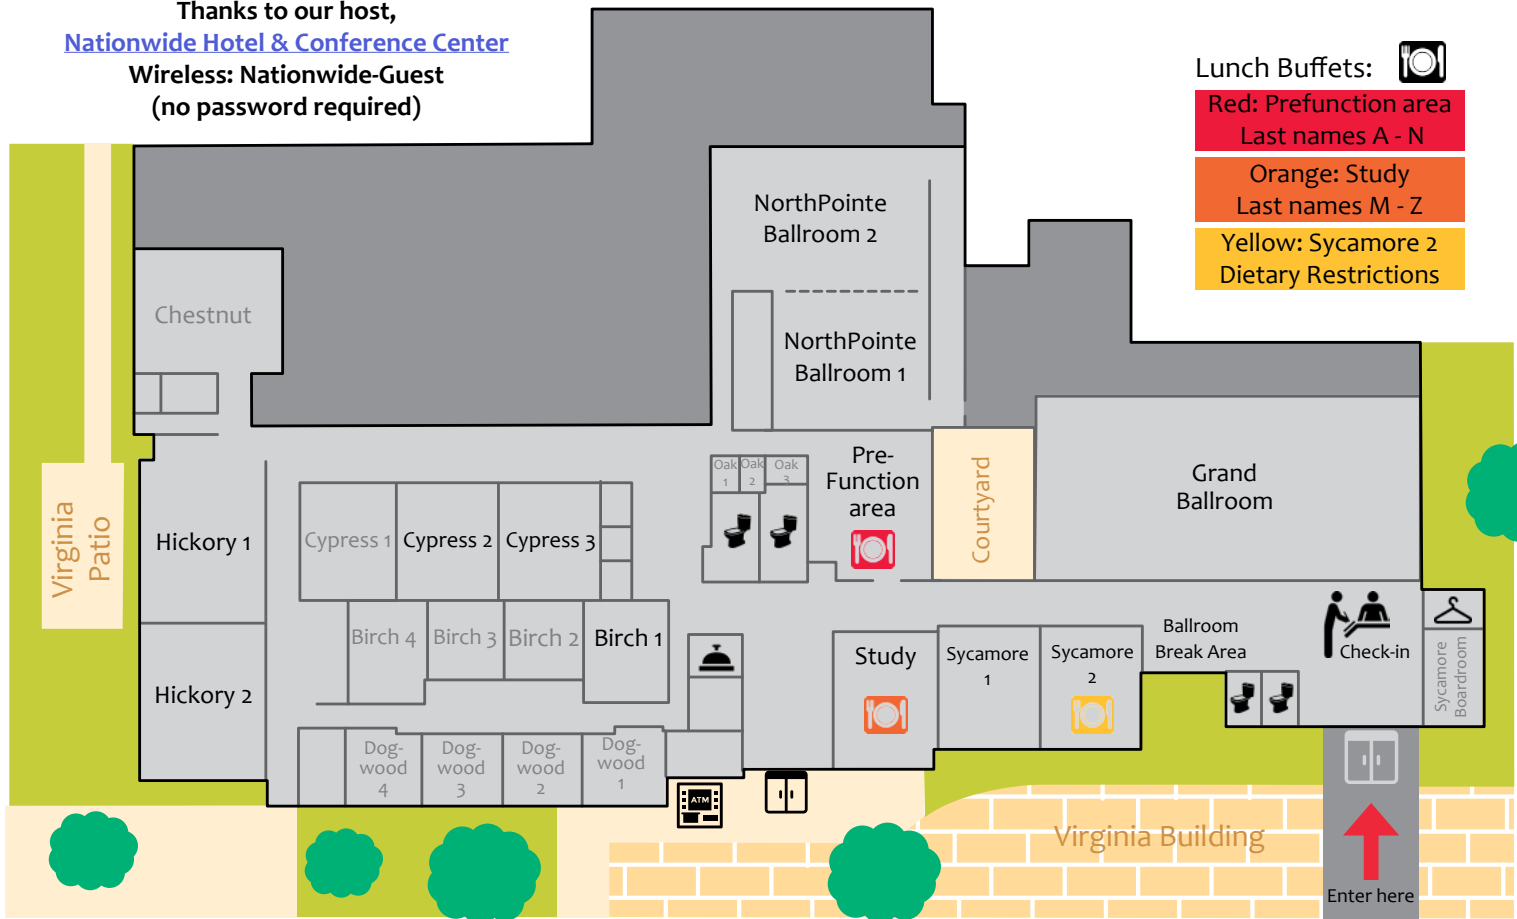 Thanks to our host,
Nationwide Hotel & Conference Center
Wireless: Nationwide-Guest
(no password required)
Lunch Buffets:
Red: Prefunction area
Last names A - N
Orange: Study
Last names M - Z
Yellow: Sycamore 2
Dietary Restrictions
NorthPointe
Ballroom 2
NorthPointe
Ballroom 1
Chestnut
Virginia
Patio
Hickory 1
Hickory 2
Cypress 1
Cypress 2
Cypress 3
Birch 4
Birch 3
Birch 2
Birch 1
Dog-
wood
4
Dog-
wood
3
Dog-
wood
2
Dog-
wood
1
Oak
1
Oak
2
Oak
3
Pre-
Function
area
Courtyard
Grand
Ballroom
Study
Sycamore
1
Sycamore
2
Ballroom
Break Area
Check-in
Sycamore
Boardroom
ATM
Virginia Building
Enter here